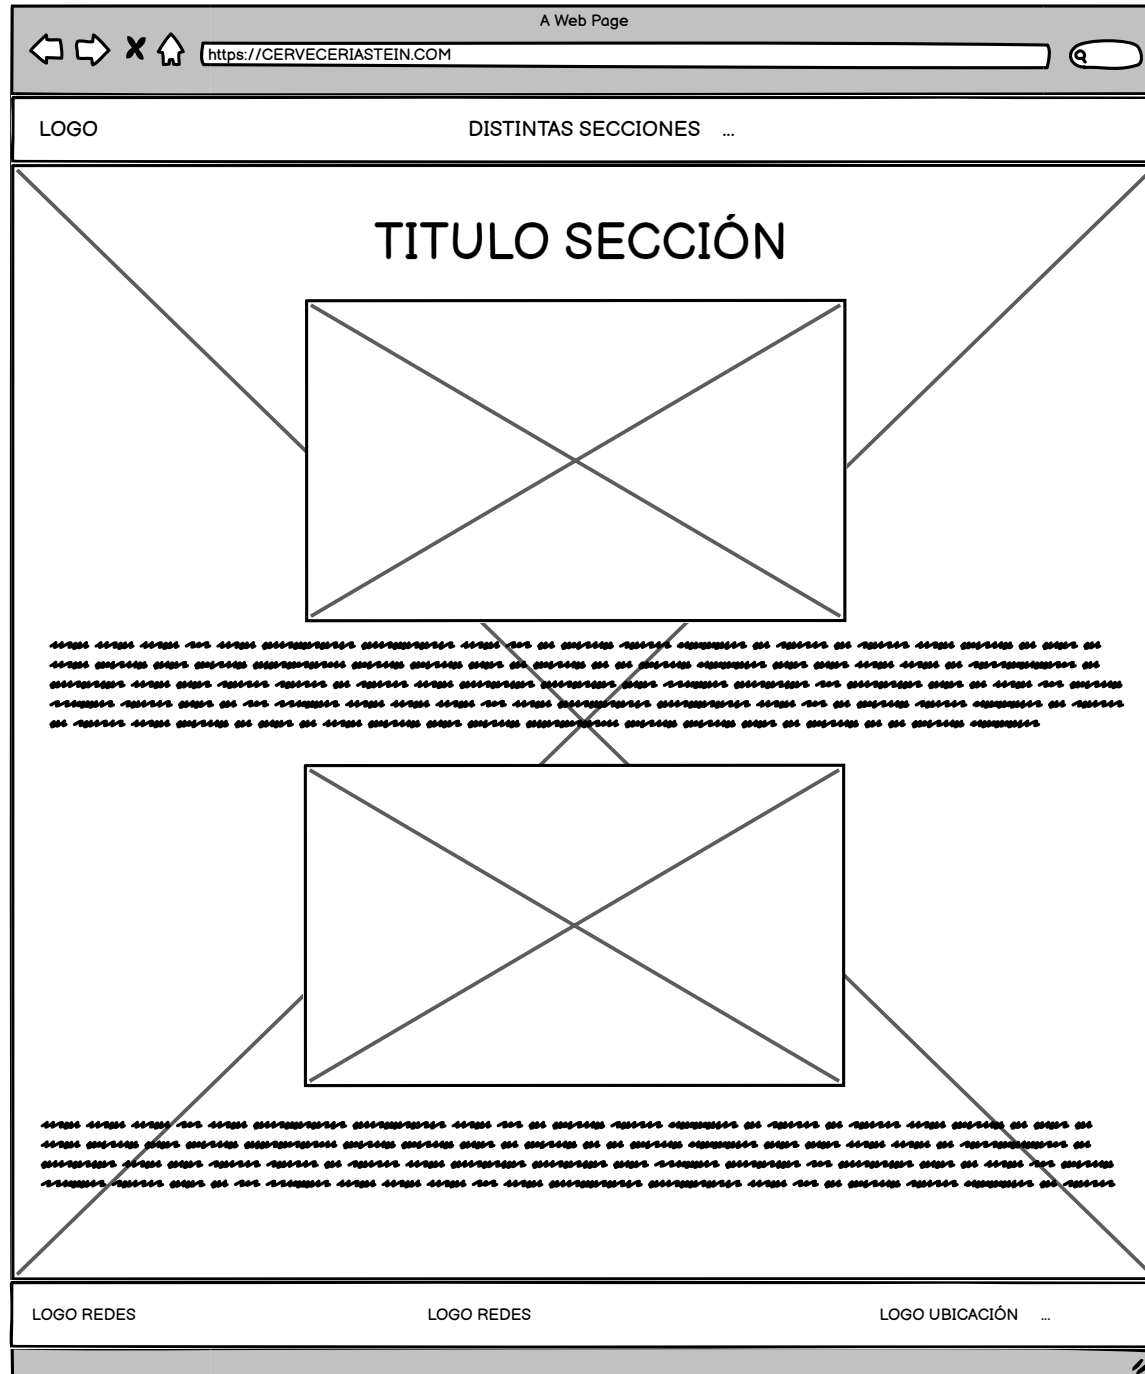 A Web Page
https://CERVECERIASTEIN.COM
LOGO DISTINTAS SECCIONES ...
TITULO SECCIÓN
LOGO REDES LOGO REDES LOGO UBICACIÓN ...